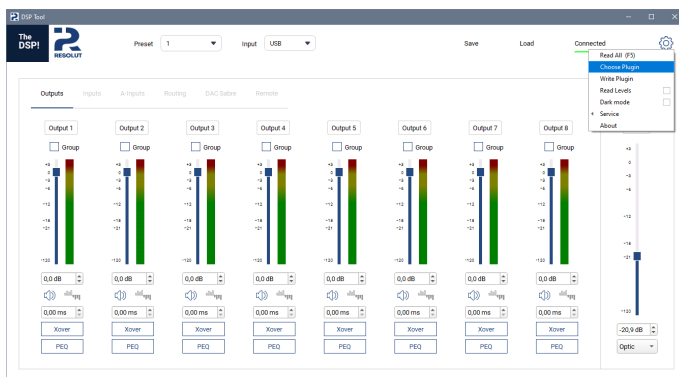 DSP Tool
The
DSP!
RESOLUT
Preset 1 Input USB Save Load Connected
Read All (F5)
Choose Plugin
Write Plugin
Read Levels
Dark mode
Service
About
Outputs Inputs A-Inputs Routing DAC Sabre Remote
Output 1 Output 2 Output 3 Output 4 Output 5 Output 6 Output 7 Output 8
Group Group Group Group Group Group Group Group
0,0 dB 0,0 dB 0,0 dB 0,0 dB 0,0 dB 0,0 dB 0,0 dB 0,0 dB
0,00 ms 0,00 ms 0,00 ms 0,00 ms 0,00 ms 0,00 ms 0,00 ms 0,00 ms
Xover Xover Xover Xover Xover Xover Xover Xover -20,9 dB
PEQ PEQ PEQ PEQ PEQ PEQ PEQ PEQ Optic